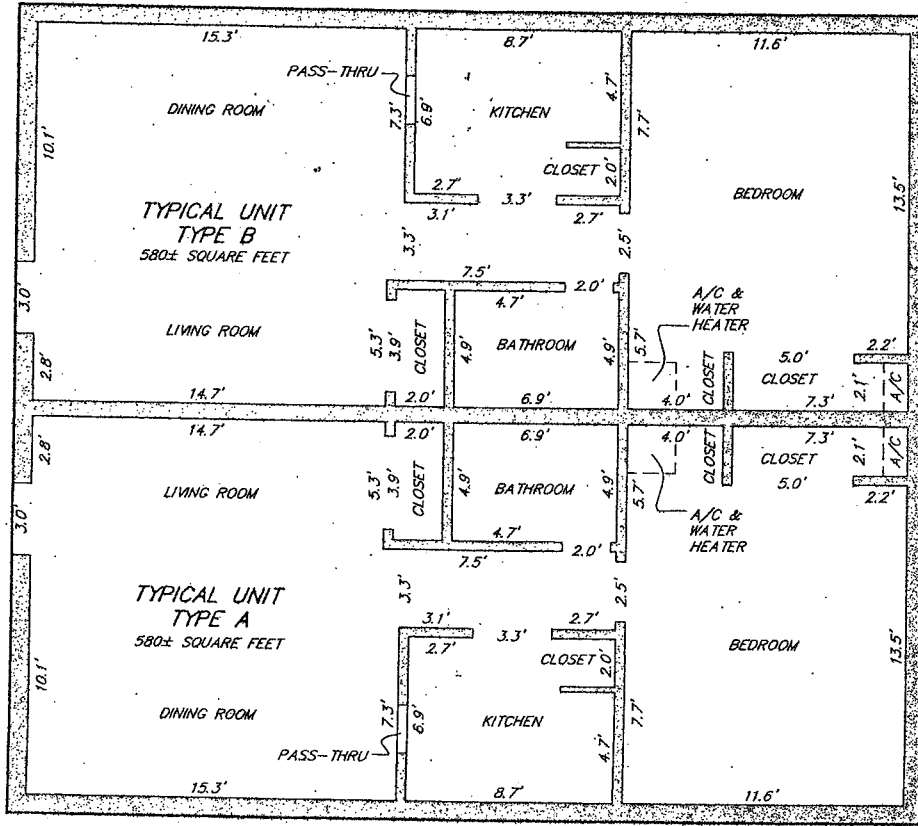 15.3'
8.7'
11.6'
PASS-THRU
DINING ROOM
7.3'
6.9'
KITCHEN
4.7'
7.7'
10.1'
CLOSET
2.0'
BEDROOM
13.5'
2.7'
3.1'
3.3'
2.7'
TYPICAL UNIT
TYPE B
580± SQUARE FEET
3.3'
2.5'
3.0'
7.5'
2.0'
4.7'
A/C &
WATER
HEATER
LIVING ROOM
5.3'
3.9'
CLOSET
4.9'
BATHROOM
4.9'
5.7'
2.8'
CLOSET
5.0'
CLOSET
2.2'
2.1'
A/C
14.7'
2.0'
6.9'
4.0'
7.3'
14.7'
2.0'
6.9'
4.0'
7.3'
2.8'
CLOSET
CLOSET
2.1'
A/C
5.0'
2.2'
LIVING ROOM
5.3'
3.9'
CLOSET
4.9'
BATHROOM
4.9'
5.7'
3.0'
A/C &
WATER
HEATER
4.7'
2.0'
7.5'
3.3'
2.5'
TYPICAL UNIT
TYPE A
580± SQUARE FEET
3.1'
2.7'
3.3'
2.7'
CLOSET
2.0'
BEDROOM
13.5'
10.1'
DINING ROOM
7.3'
6.9'
KITCHEN
7.7'
4.7'
PASS-THRU
15.3'
8.7'
11.6'